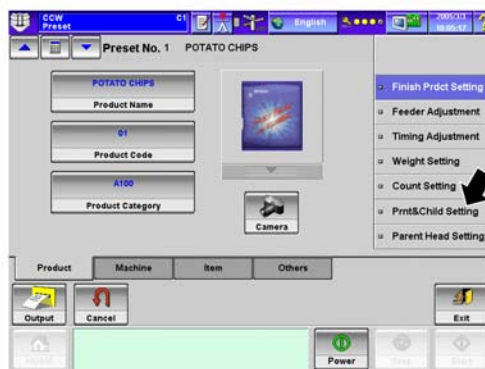 CCW
Preset
C1
English
2005/3/3
10:05:17
?
Preset No. 1 POTATO CHIPS
POTATO CHIPS
Product Name
01
Product Code
A100
Product Category
Camera
Finish Prdct Setting
Feeder Adjustment
Timing Adjustment
Weight Setting
Count Setting
Prnt&Child Setting
Parent Head Setting
Product
Machine
Item
Others
Output
Cancel
Exit
HOME
Power
Stop
Start